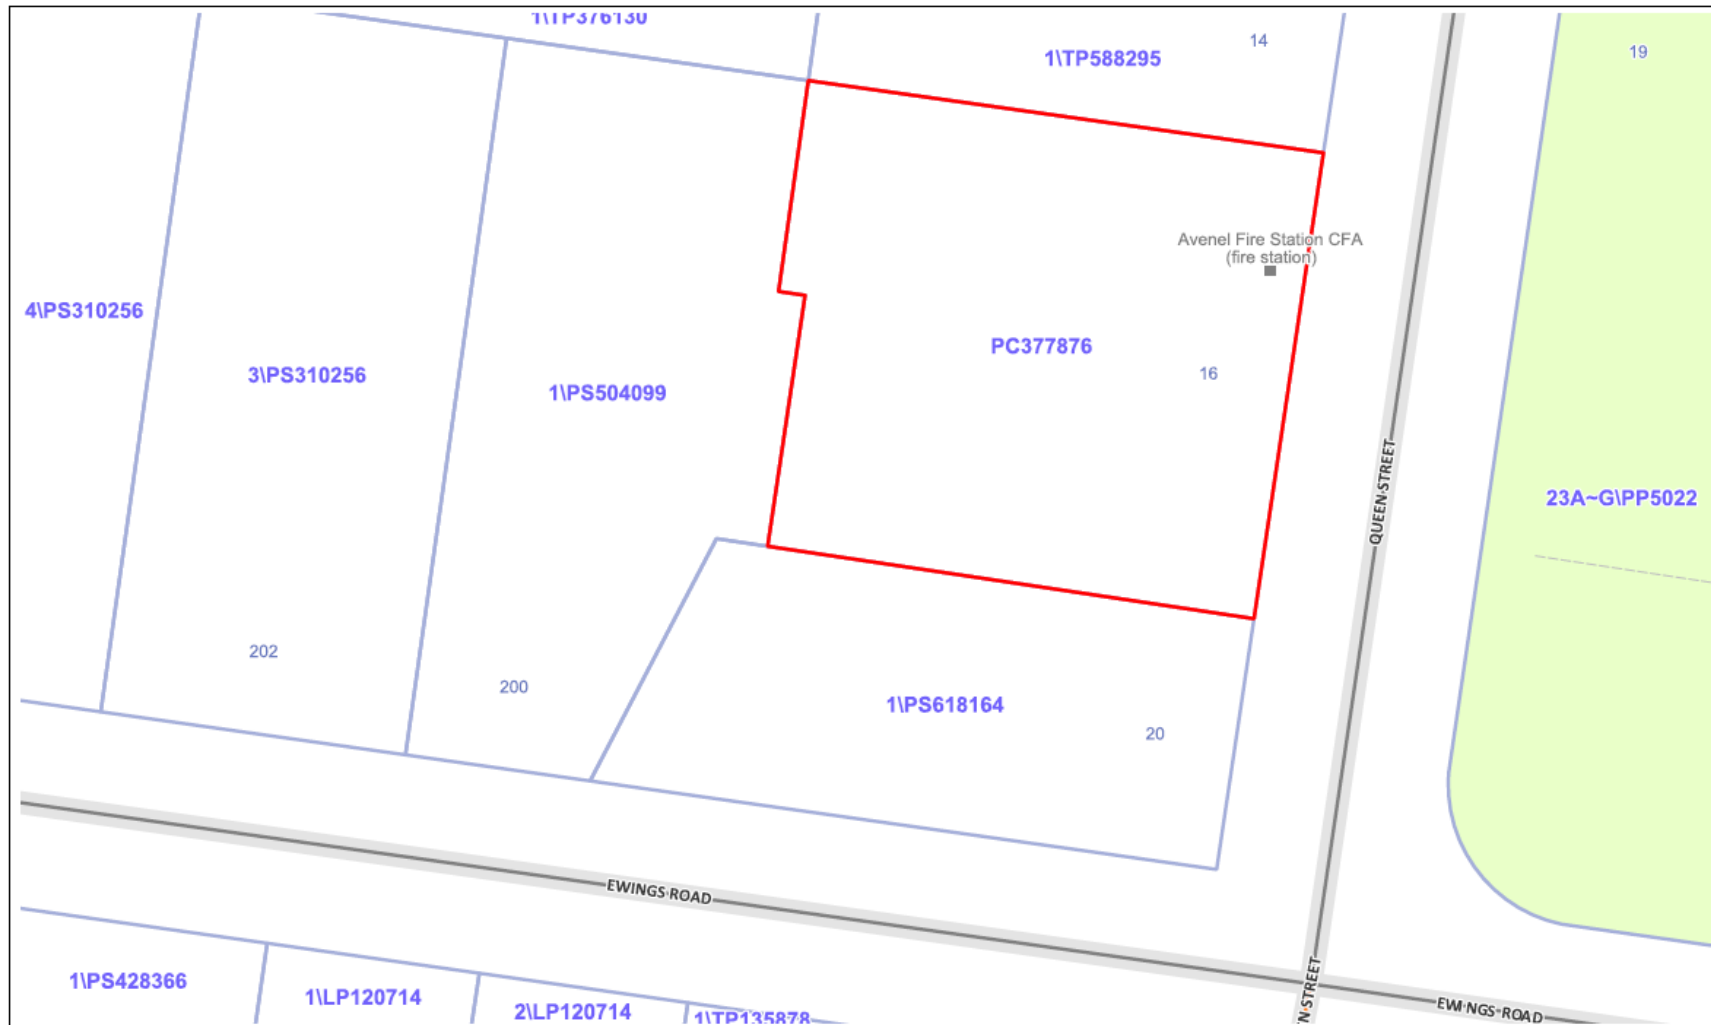 1\TP376130
14
1\TP588295
19
Avenel Fire Station CFA
(fire station)
4\PS310256
PC377876
3\PS310256
16
1\PS504099
QUEEN STREET
23A~G\PP5022
202
200
1\PS618164
20
EWINGS ROAD
1\PS428366
1\LP120714
2\LP120714
1\TP135878
N STREET
EWINGS ROAD